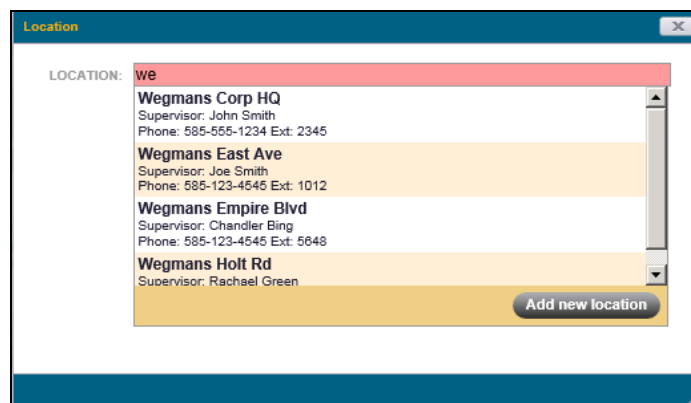 Location
LOCATION:
we
Wegmans Corp HQ
Supervisor: John Smith
Phone: 585-555-1234 Ext: 2345
Wegmans East Ave
Supervisor: Joe Smith
Phone: 585-123-4545 Ext: 1012
Wegmans Empire Blvd
Supervisor: Chandler Bing
Phone: 585-123-4545 Ext: 5648
Wegmans Holt Rd
Supervisor: Rachael Green
Add new location